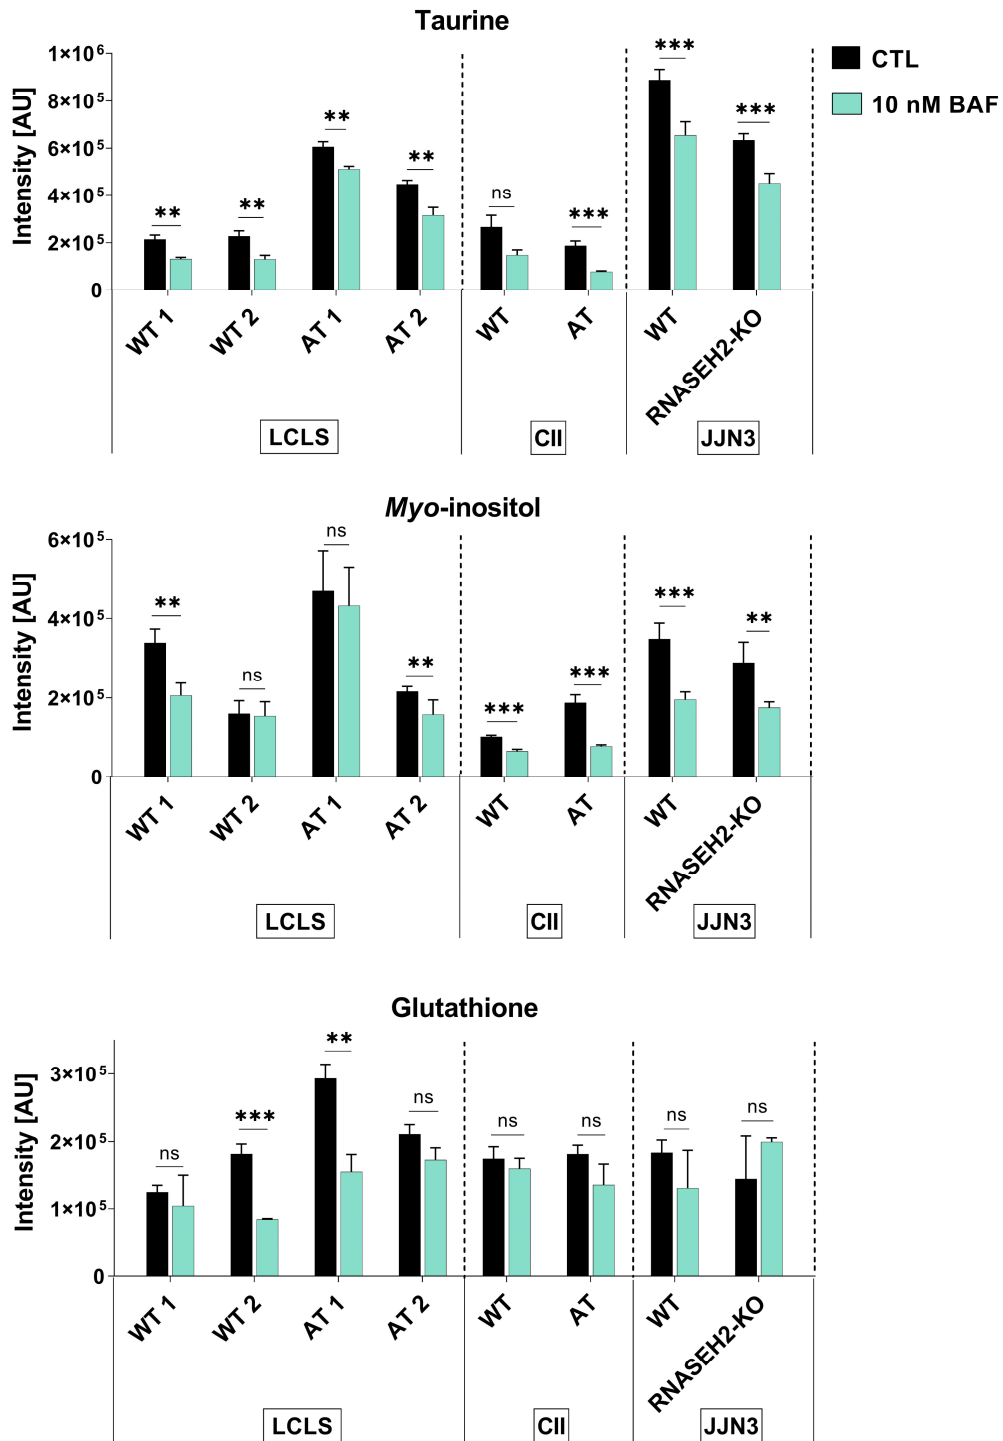 Taurine
CTL
10 nM BAF
Intensity [AU]
1×10⁶
8×10⁵
6×10⁵
4×10⁵
2×10⁵
0
** ** ** ** ns *** *** ***
WT 1 WT 2 AT 1 AT 2 WT AT WT RNASEH2-KO
LCLS CII JJN3
Myo-inositol
Intensity [AU]
6×10⁵
4×10⁵
2×10⁵
0
** ns ns ** *** *** *** **
WT 1 WT 2 AT 1 AT 2 WT AT WT RNASEH2-KO
LCLS CII JJN3
Glutathione
Intensity [AU]
3×10⁵
2×10⁵
1×10⁵
0
ns *** ** ns ns ns ns ns
WT 1 WT 2 AT 1 AT 2 WT AT WT RNASEH2-KO
LCLS CII JJN3